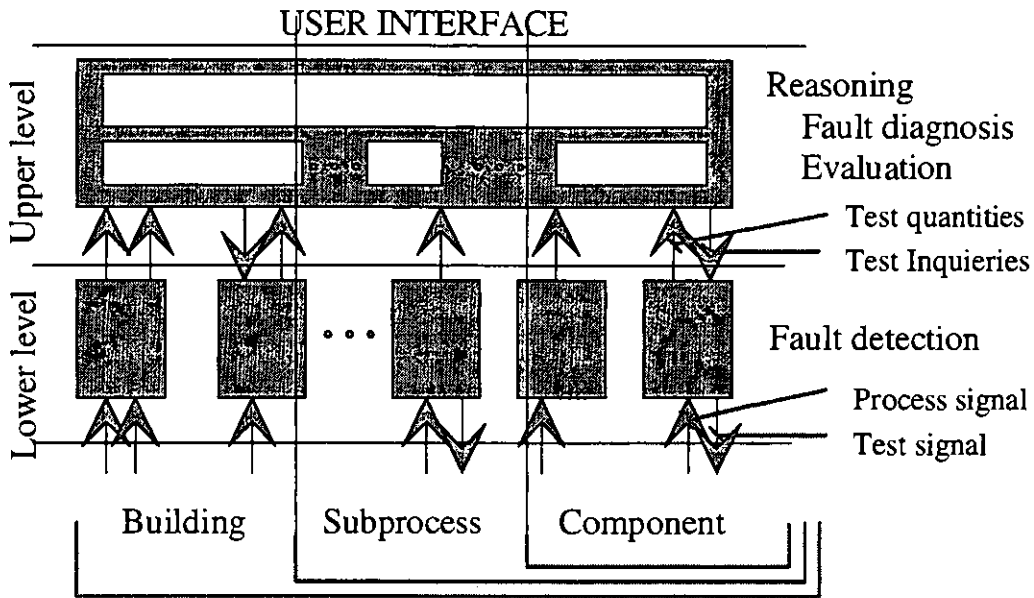 USER INTERFACE
Upper level
Reasoning
Fault diagnosis
Evaluation
Test quantities
Test Inquieries
Lower level
Fault detection
Process signal
Test signal
Building
Subprocess
Component